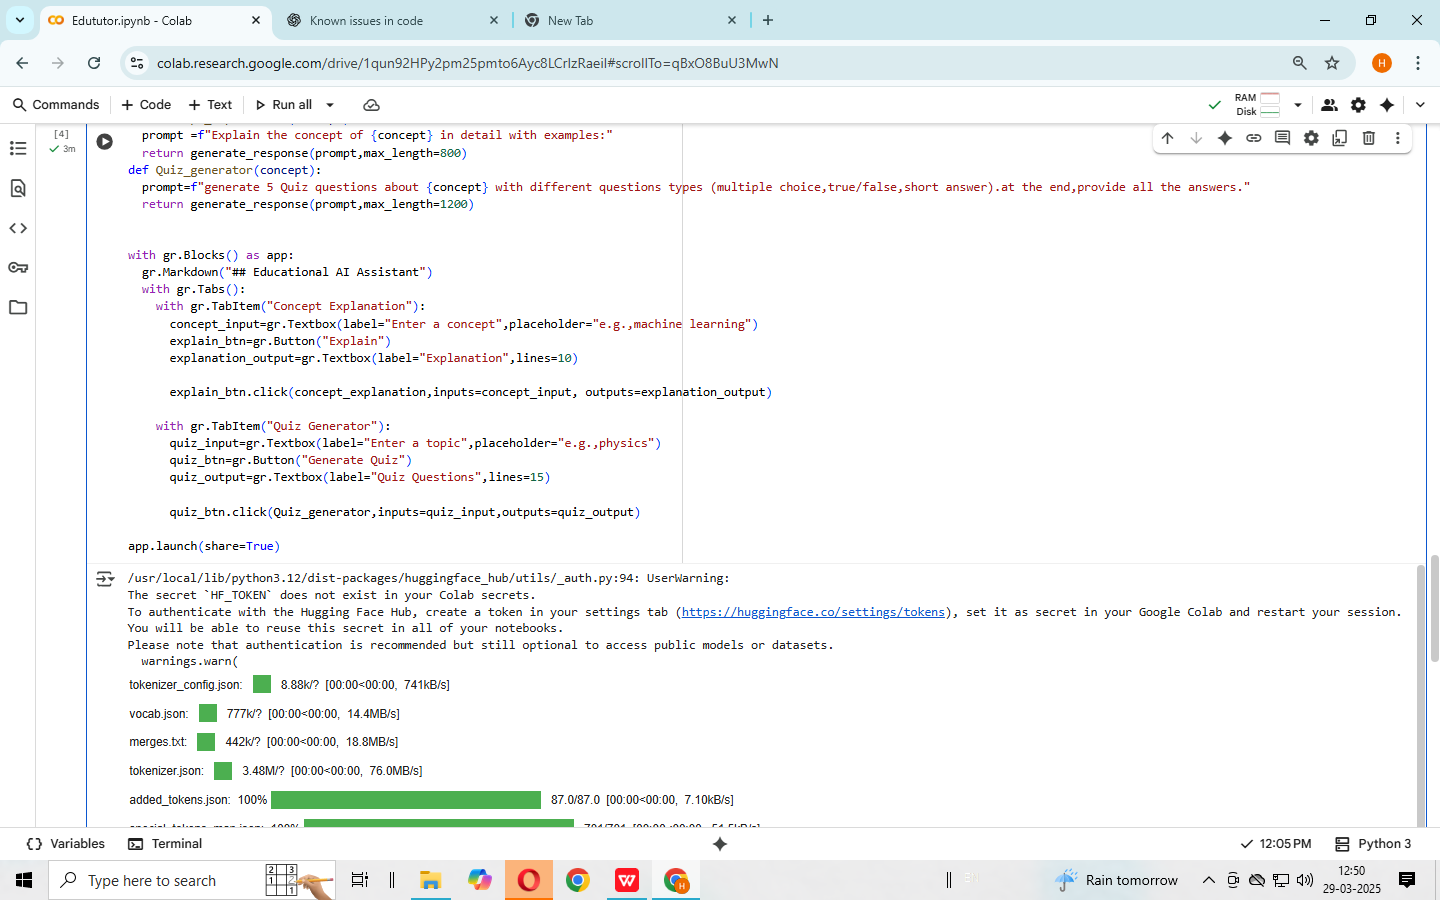 Edututor.ipynb - Colab
Known issues in code
New Tab
colab.research.google.com/drive/1qun92HPy2pm25pmto6Ayc8LCrIzRaeiI#scrollTo=qBxO8BuU3MwN
H
Commands
+ Code
+ Text
Run all
RAM
Disk
[4]
3m
prompt =f"Explain the concept of {concept} in detail with examples:"
return generate_response(prompt,max_length=800)
def Quiz_generator(concept):
prompt=f"generate 5 Quiz questions about {concept} with different questions types (multiple choice,true/false,short answer).at the end,provide all the answers."
return generate_response(prompt,max_length=1200)
with gr.Blocks() as app:
gr.Markdown("## Educational AI Assistant")
with gr.Tabs():
with gr.TabItem("Concept Explanation"):
concept_input=gr.Textbox(label="Enter a concept",placeholder="e.g.,machine learning")
explain_btn=gr.Button("Explain")
explanation_output=gr.Textbox(label="Explanation",lines=10)
explain_btn.click(concept_explanation,inputs=concept_input, outputs=explanation_output)
with gr.TabItem("Quiz Generator"):
quiz_input=gr.Textbox(label="Enter a topic",placeholder="e.g.,physics")
quiz_btn=gr.Button("Generate Quiz")
quiz_output=gr.Textbox(label="Quiz Questions",lines=15)
quiz_btn.click(Quiz_generator,inputs=quiz_input,outputs=quiz_output)
app.launch(share=True)
/usr/local/lib/python3.12/dist-packages/huggingface_hub/utils/_auth.py:94: UserWarning:
The secret `HF_TOKEN` does not exist in your Colab secrets.
To authenticate with the Hugging Face Hub, create a token in your settings tab (https://huggingface.co/settings/tokens), set it as secret in your Google Colab and restart your session.
You will be able to reuse this secret in all of your notebooks.
Please note that authentication is recommended but still optional to access public models or datasets.
warnings.warn(
tokenizer_config.json: 8.88k/? [00:00<00:00, 741kB/s]
vocab.json: 777k/? [00:00<00:00, 14.4MB/s]
merges.txt: 442k/? [00:00<00:00, 18.8MB/s]
tokenizer.json: 3.48M/? [00:00<00:00, 76.0MB/s]
added_tokens.json: 100% 87.0/87.0 [00:00<00:00, 7.10kB/s]
Variables
Terminal
12:05 PM
Python 3
Type here to search
Rain tomorrow
12:50
29-03-2025